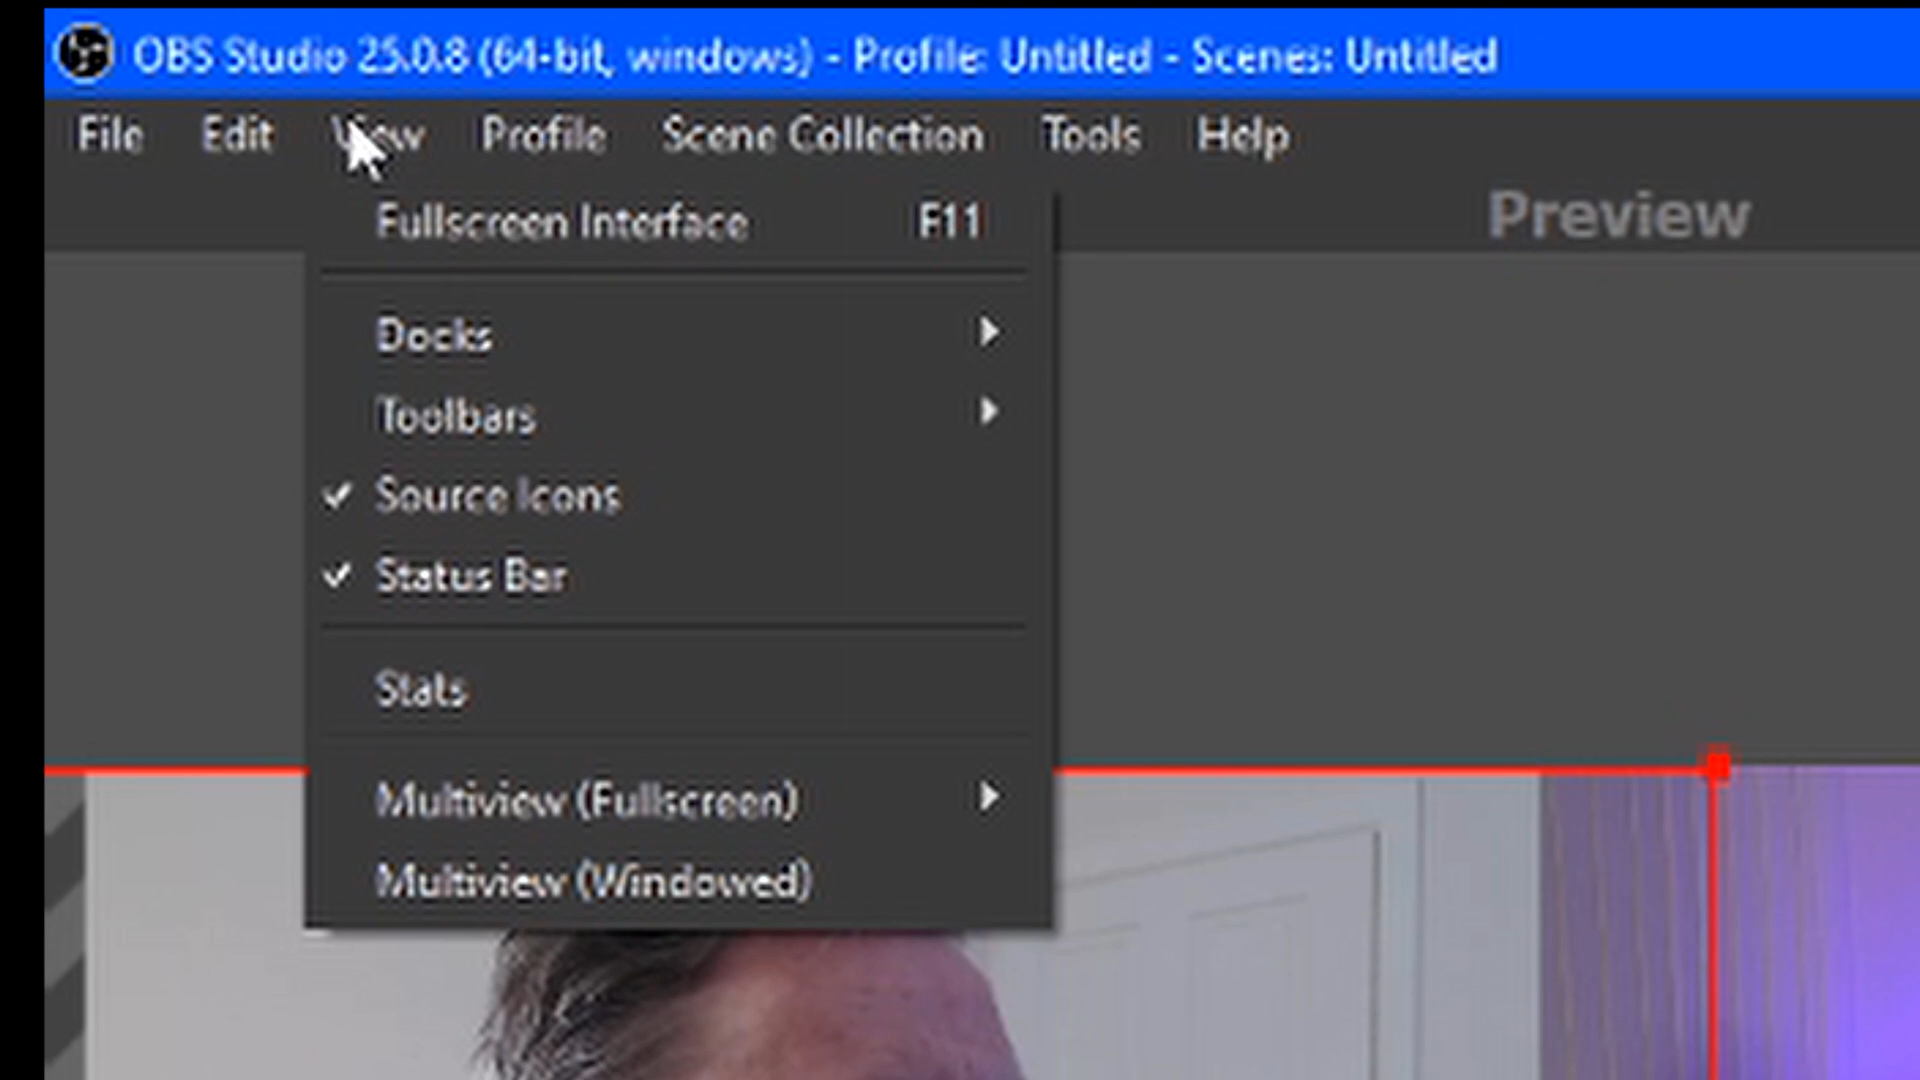 OBS Studio 25.0.8 (64-bit, windows) - Profile: Untitled - Scenes: Untitled
File Edit View Profile Scene Collection Tools Help
Preview
Fullscreen Interface F11
Docks
Toolbars
Source Icons
Status Bar
Stats
Multiview (Fullscreen)
Multiview (Windowed)